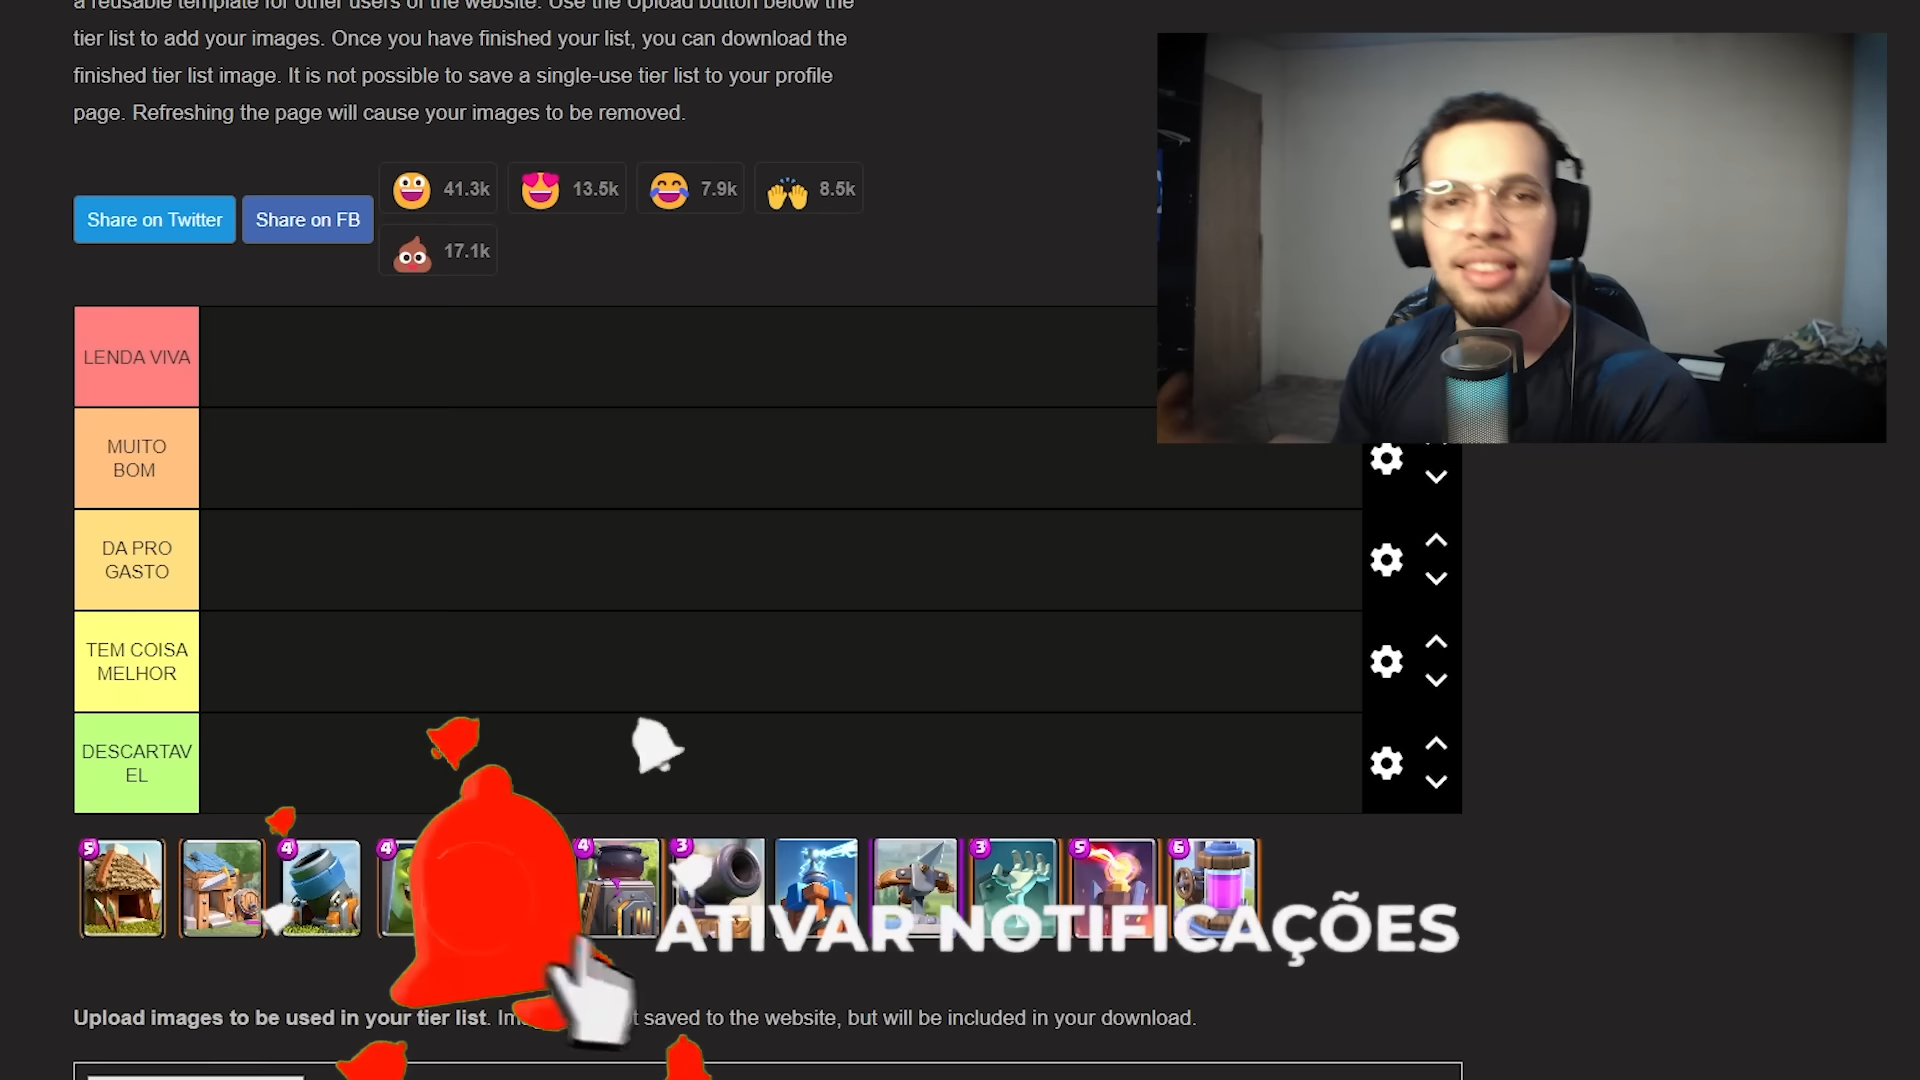 a reusable template for other users of the website. Use the Upload button below the
tier list to add your images. Once you have finished your list, you can download the
finished tier list image. It is not possible to save a single-use tier list to your profile
page. Refreshing the page will cause your images to be removed.
41.3k
13.5k
7.9k
8.5k
Share on Twitter
Share on FB
17.1k
LENDA VIVA
MUITO
BOM
DA PRO
GASTO
TEM COISA
MELHOR
DESCARTAV
EL
5
4
4
4
3
3
5
6
ATIVAR NOTIFICAÇÕES
Upload images to be used in your tier list. saved to the website, but will be included in your download.